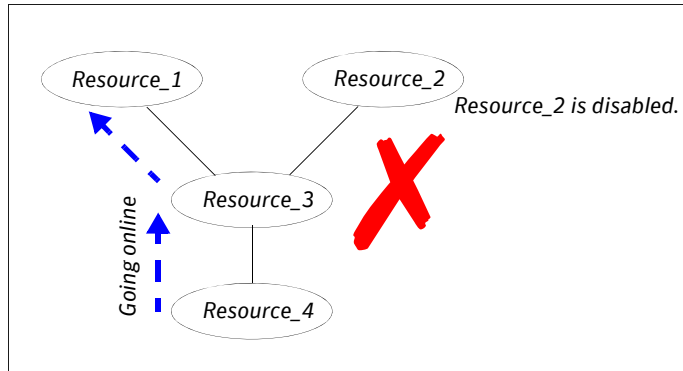 Resource_1
Resource_2
Resource_2 is disabled.
Resource_3
Going online
Resource_4